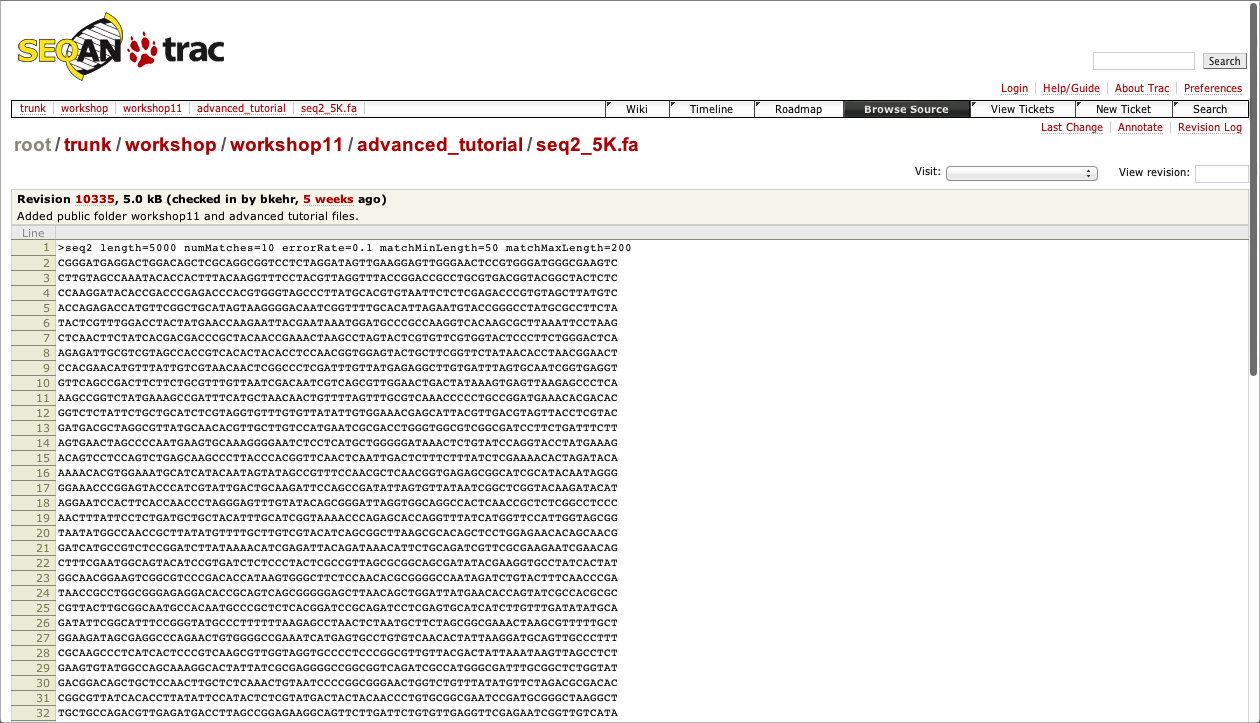 SEQAN trac
Search
Login Help/Guide About Trac Preferences
trunk workshop workshop11 advanced_tutorial seq2_5K.fa Wiki Timeline Roadmap Browse Source View Tickets New Ticket Search
Last Change Annotate Revision Log
root / trunk / workshop / workshop11 / advanced_tutorial / seq2_5K.fa
Visit: View revision:
Revision 10335, 5.0 kB (checked in by bkehr, 5 weeks ago)
Added public folder workshop11 and advanced tutorial files.
Line
1 >seq2 length=5000 numMatches=10 errorRate=0.1 matchMinLength=50 matchMaxLength=200
2 CGGGATGAGGACTGGACAGCTCGCAGGCGGTCCTCTAGGATAGTTGAAGGAGTTGGGAACTCCGTGGGATGGGCGAAGTC
3 CTTGTAGCCAAATACACCACTTTACAAGGTTTCCTACGTTAGGTTTACCGGACCGCCTGCGTGACGGTACGGCTACTCTC
4 CCAAGGATACACCGACCCGAGACCCACGTGGGTAGCCCTTATGCACGTGTAATTCTCTCGAGACCCGTGTAGCTTATGTC
5 ACCAGAGACCATGTTCGGCTGCATAGTAAGGGGACAATCGGTTTTGCACATTAGAATGTACCGGGCCTATGCGCCTTCTA
6 TACTCGTTTGGACCTACTATGAACCAAGAATTACGAATAAATGGATGCCCGCCAAGGTCACAAGCGCTTAAATTCCTAAG
7 CTCAACTTCTATCACGACGACCCGCTACAACCGAAACTAAGCCTAGTACTCGTGTTCGTGGTACTCCCTTCTGGGACTCA
8 AGAGATTGCGTCGTAGCCACCGTCACACTACACCTCCAACGGTGGAGTACTGCTTCGGTTCTATAACACCTAACGGAACT
9 CCACGAACATGTTTATTGTCGTAACAACTCGGCCCTCGATTTGTTATGAGAGGCTTGTGATTTAGTGCAATCGGTGAGGT
10 GTTCAGCCGACTTCTTCTGCGTTTGTTAATCGACAATCGTCAGCGTTGGAACTGACTATAAAGTGAGTTAAGAGCCCTCA
11 AAGCCGGTCTATGAAAGCCGATTTCATGCTAACAACTGTTTTAGTTTGCGTCAAACCCCCTGCCGGATGAAACACGACAC
12 GGTCTCTATTCTGCTGCATCTCGTAGGTGTTTGTGTTATATTGTGGAAACGAGCATTACGTTGACGTAGTTACCTCGTAC
13 GATGACGCTAGGCGTTATGCAACACGTTGCTTGTCCATGAATCGCGACCTGGGTGGCGTCGGCGATCCTTCTGATTTCTT
14 AGTGAACTAGCCCCAATGAAGTGCAAAGGGGAATCTCCTCATGCTGGGGGATAAACTCTGTATCCAGGTACCTATGAAAG
15 ACAGTCCTCCAGTCTGAGCAAGCCCTTACCCACGGTTCAACTCAATTGACTCTTTCTTTATCTCGAAAACACTAGATACA
16 AAAACACGTGGAAATGCATCATACAATAGTATAGCCGTTTCCAACGCTCAACGGTGAGAGCGGCATCGCATACAATAGGG
17 GGAAACCCGGAGTACCCATCGTATTGACTGCAAGATTCCAGCCGATATTAGTGTTATAATCGGCTCGGTACAAGATACAT
18 AGGAATCCACTTCACCAACCCTAGGGAGTTTGTATACAGCGGGATTAGGTGGCAGGCCACTCAACCGCTCTCGGCCTCCC
19 AACTTTATTCCTCTGATGCTGCTACATTTGCATCGGTAAAACCCAGAGCACCAGGTTTATCATGGTTCCATTGGTAGCGG
20 TAATATGGCCAACCGCTTATATGTTTTGCTTGTCGTACATCAGCGGCTTAAGCGCACAGCTCCTGGAGAACACAGCAACG
21 GATCATGCCGTCTCCGGATCTTATAAAACATCGAGATTACAGATAAACATTCTGCAGATCGTTCGCGAAGAATCGAACAG
22 CTTTCGAATGGCAGTACATCCGTGATCTCTCCCTACTCGCCGTTAGCGCGGCAGCGATATACGAAGGTGCCTATCACTAT
23 GGCAACGGAAGTCGGCGTCCCGACACCATAAGTGGGCTTCTCCAACACGCGGGGCCAATAGATCTGTACTTTCAACCCGA
24 TAACCGCCTGGCGGGAGAGGACACCGCAGTCAGCGGGGGAGCTTAACAGCTGGATTATGAACACCAGTATCGCCACGCGC
25 CGTTACTTGCGGCAATGCCACAATGCCCGCTCTCACGGATCCGCAGATCCTCGAGTGCATCATCTTGTTTGATATATGCA
26 GATATTCGGCATTTCCGGGTATGCCCTTTTTTAAGAGCCTAACTCTAATGCTTCTAGCGGCGAAACTAAGCGTTTTTGCT
27 GGAAGATAGCGAGGCCCAGAACTGTGGGGCCGAAATCATGAGTGCCTGTGTCAACACTATTAAGGATGCAGTTGCCCTTT
28 CGCAAGCCCTCATCACTCCCGTCAAGCGTTGGTAGGTGCCCCTCCCGGCGTTGTTACGACTATTAAATAAGTTAGCCTCT
29 GAAGTGTATGGCCAGCAAAGGCACTATTATCGCGAGGGGCCGGCGGTCAGATCGCCATGGGCGATTTGCGGCTCTGGTAT
30 GACGGACAGCTGCTCCAACTTGCTCTCAAACTGTAATCCCCGGCGGGAACTGGTCTGTTTATATGTTCTAGACGCGACAC
31 CGGCGTTATCACACCTTATATTCCATACTCTCGTATGACTACTACAACCCTGTGCGGCGAATCCGATGCGGGCTAAGGCT
32 TGCTGCCAGACGTTGAGATGACCTTAGCCGGAGAAGGCAGTTCTTGATTCTGTGTTGAGGTTCGAGAATCGGTTGTCATA